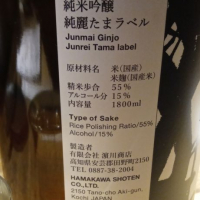 純米吟醸
純麗たまラベル
Junmai Ginjo
Junrei Tama label
原材料名 米(国産)
米麹(国産米)
精米歩合 55%
アルコール分 15%
内容量 1800ml
Type of Sake
Rice Polishing Ratio/55%
Alcohol/15%
製造者
有限会社 濵川商店
高知県安芸郡田野町2150
TEL. 0887-38-2004
HAMAKAWA SHOTEN
CO.,LTD.
2150 Tano-cho Aki-gun,
Kochi JAPAN